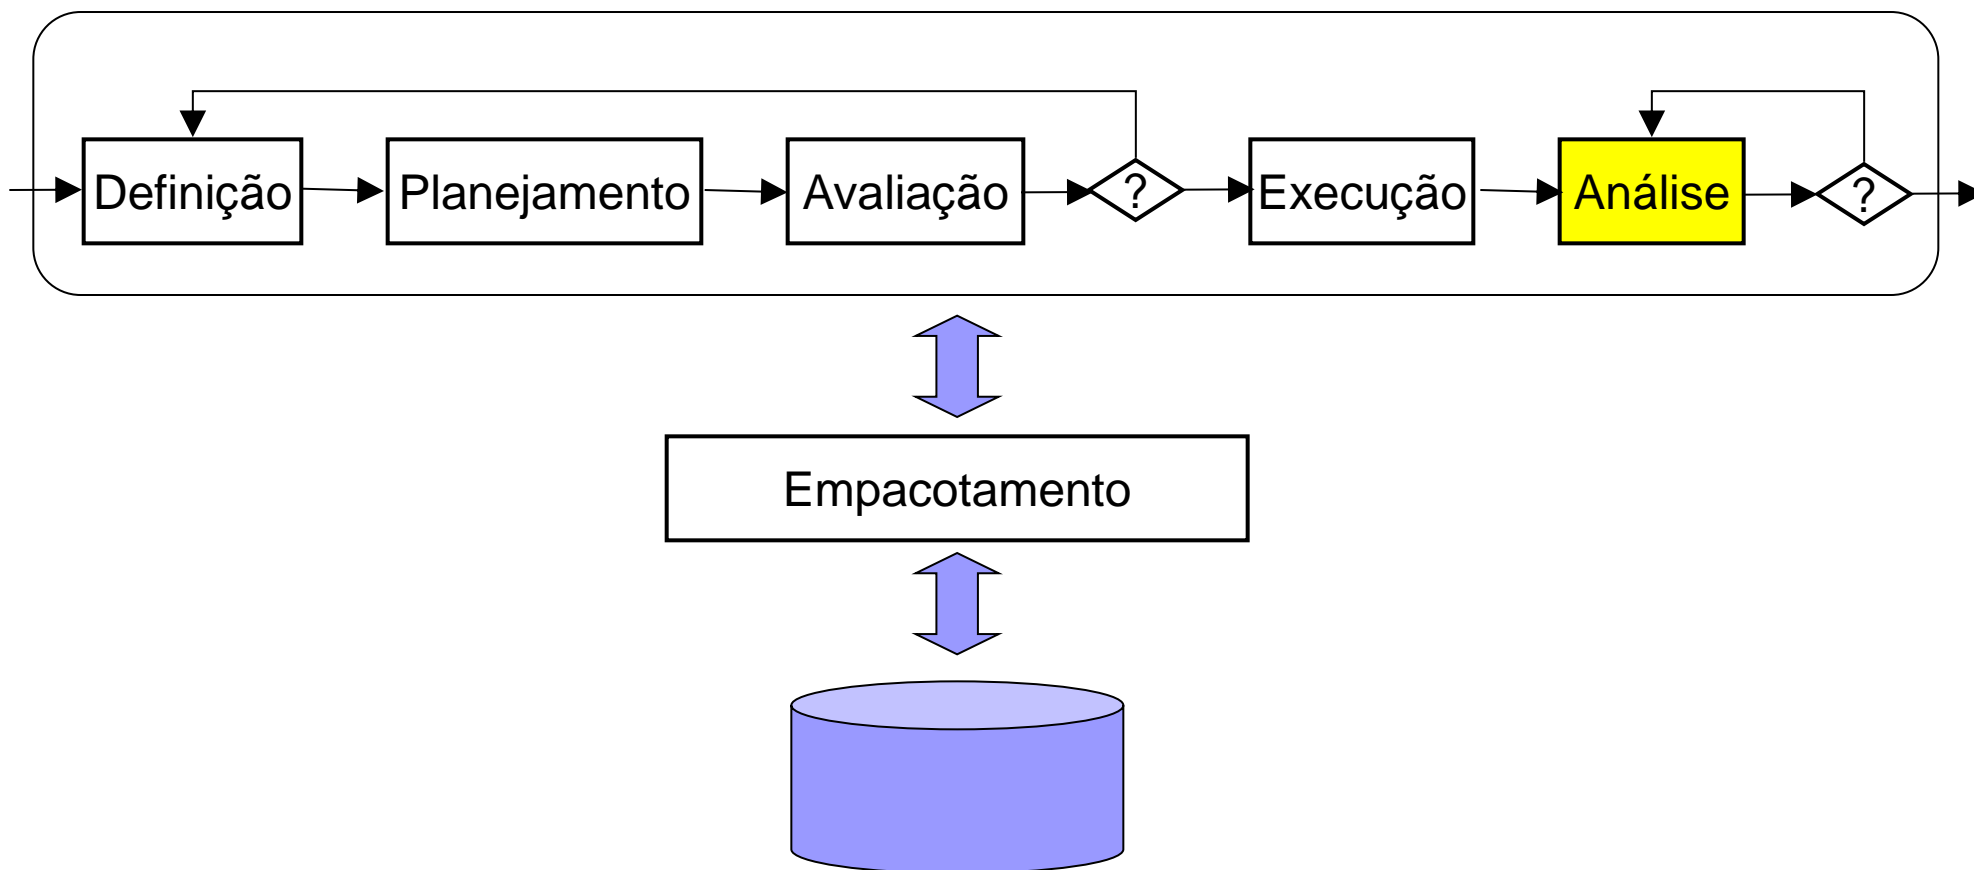 Definição
Planejamento
Avaliação
?
Execução
Análise
?
Empacotamento